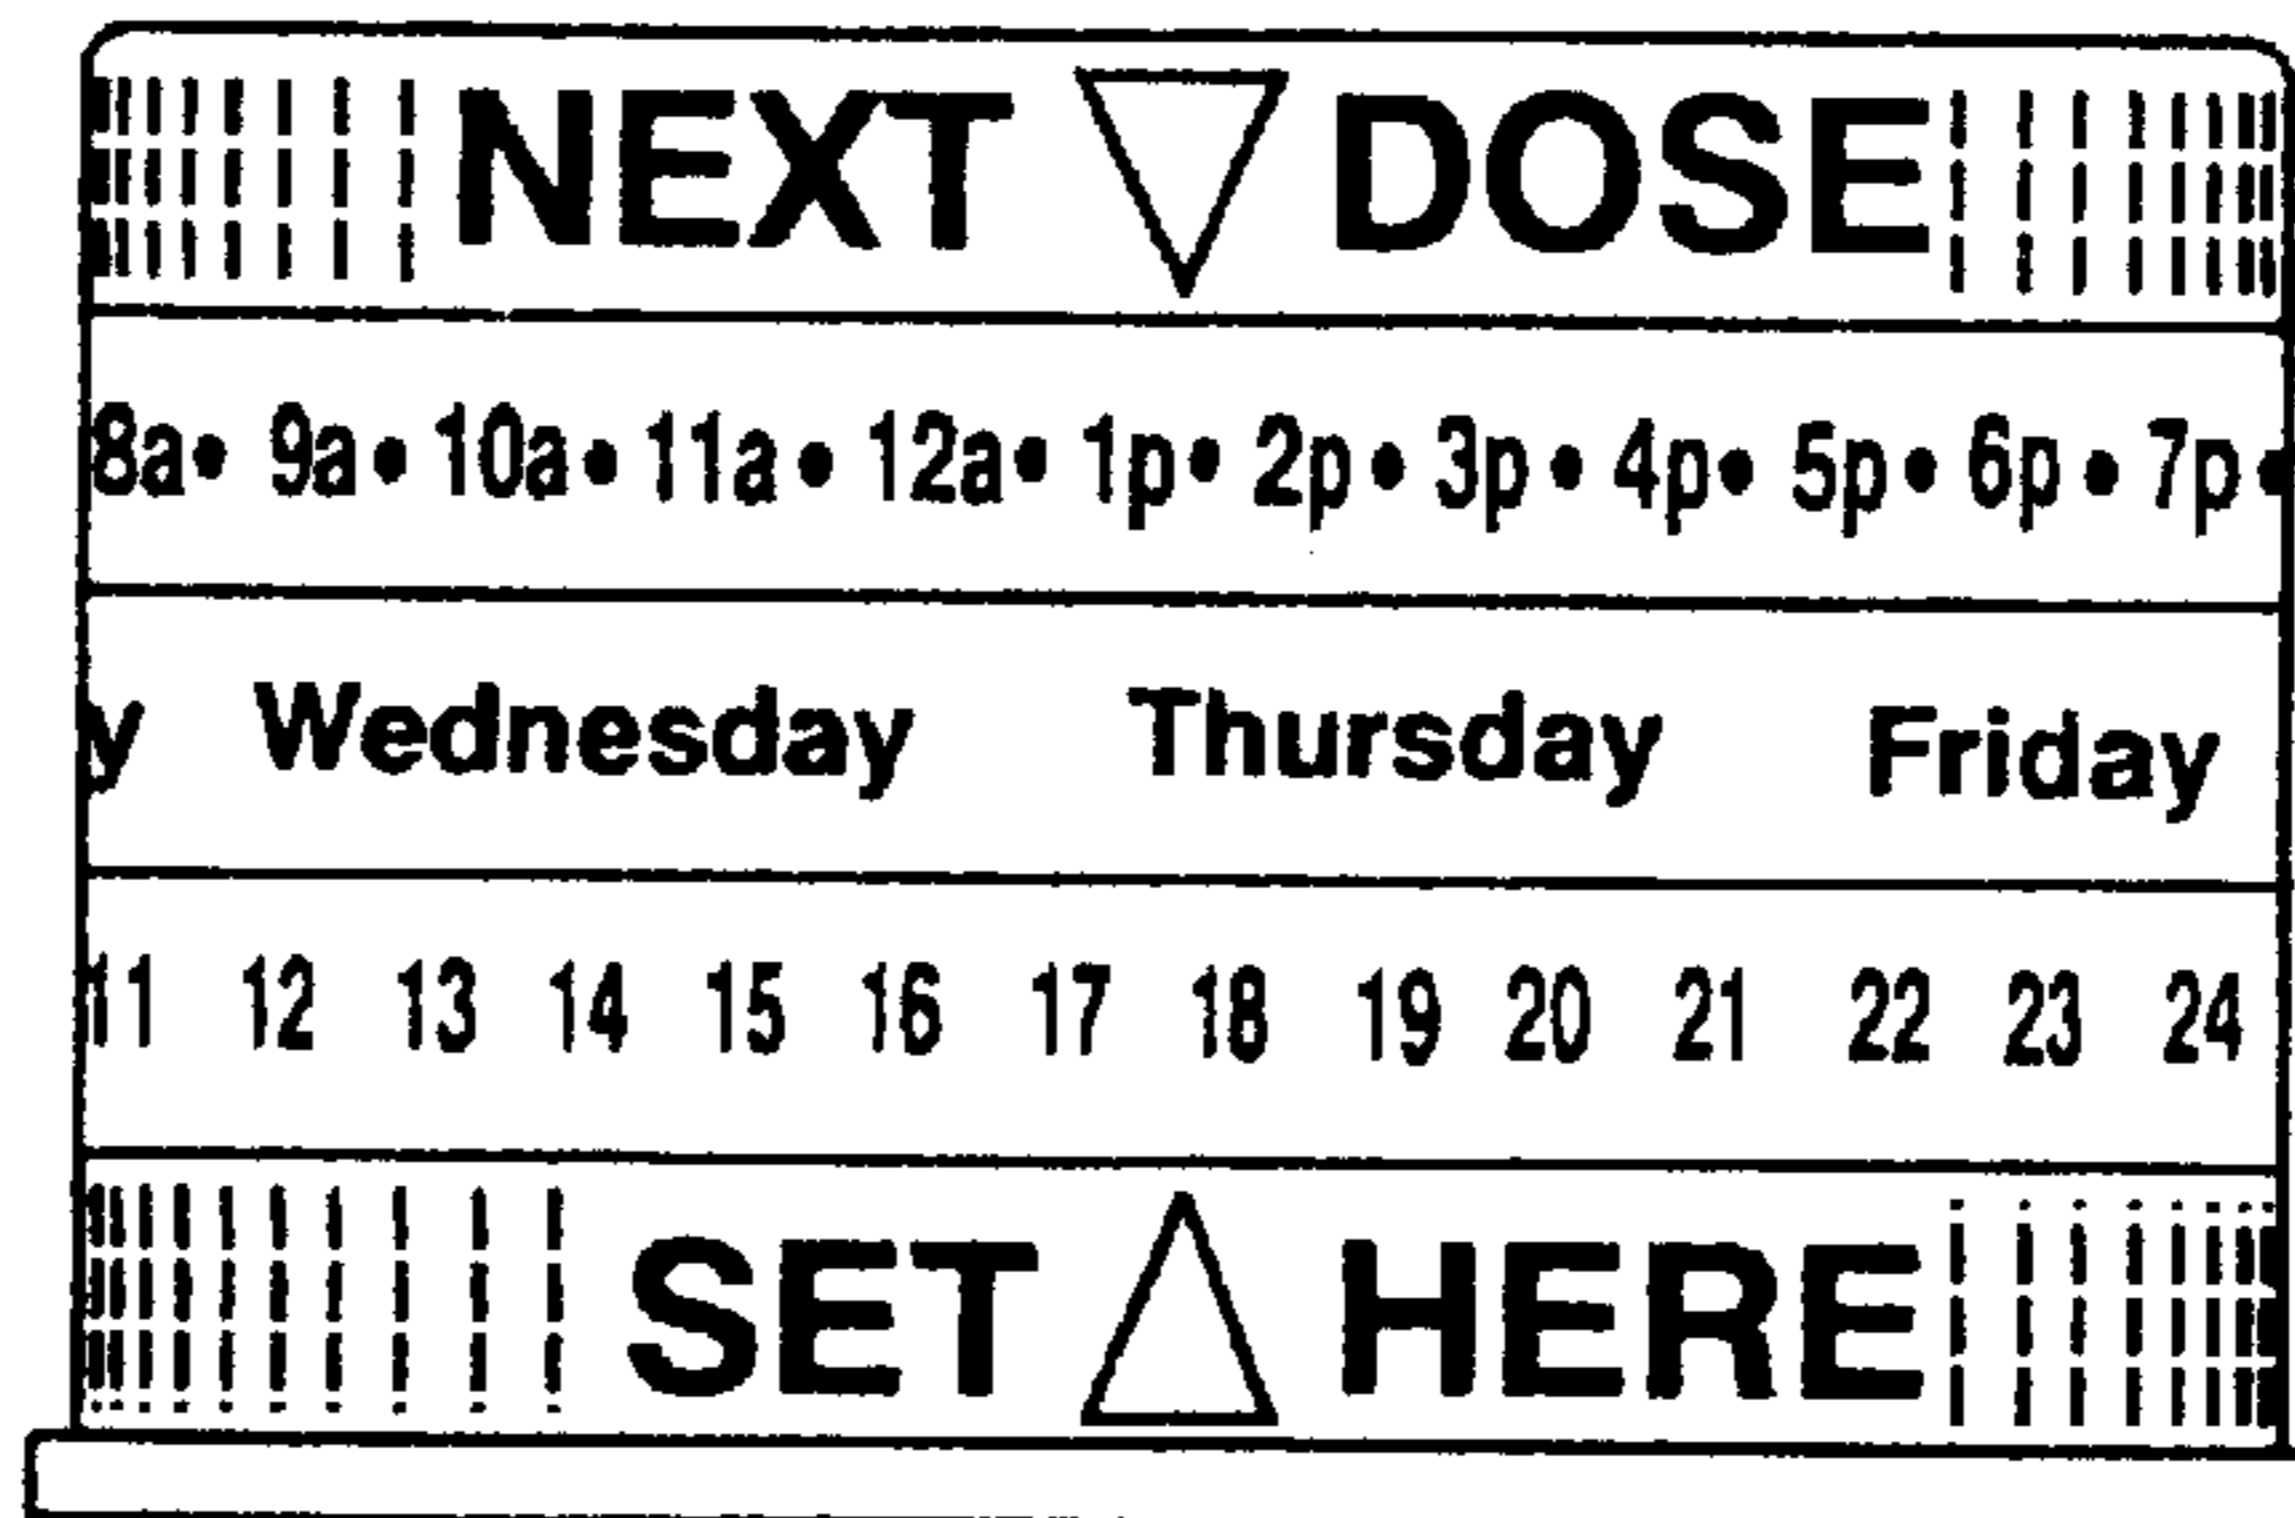 NEXT DOSE
8a• 9a• 10a• 11a• 12a• 1p• 2p• 3p• 4p• 5p• 6p• 7p•
y Wednesday Thursday Friday
11 12 13 14 15 16 17 18 19 20 21 22 23 24
SET HERE